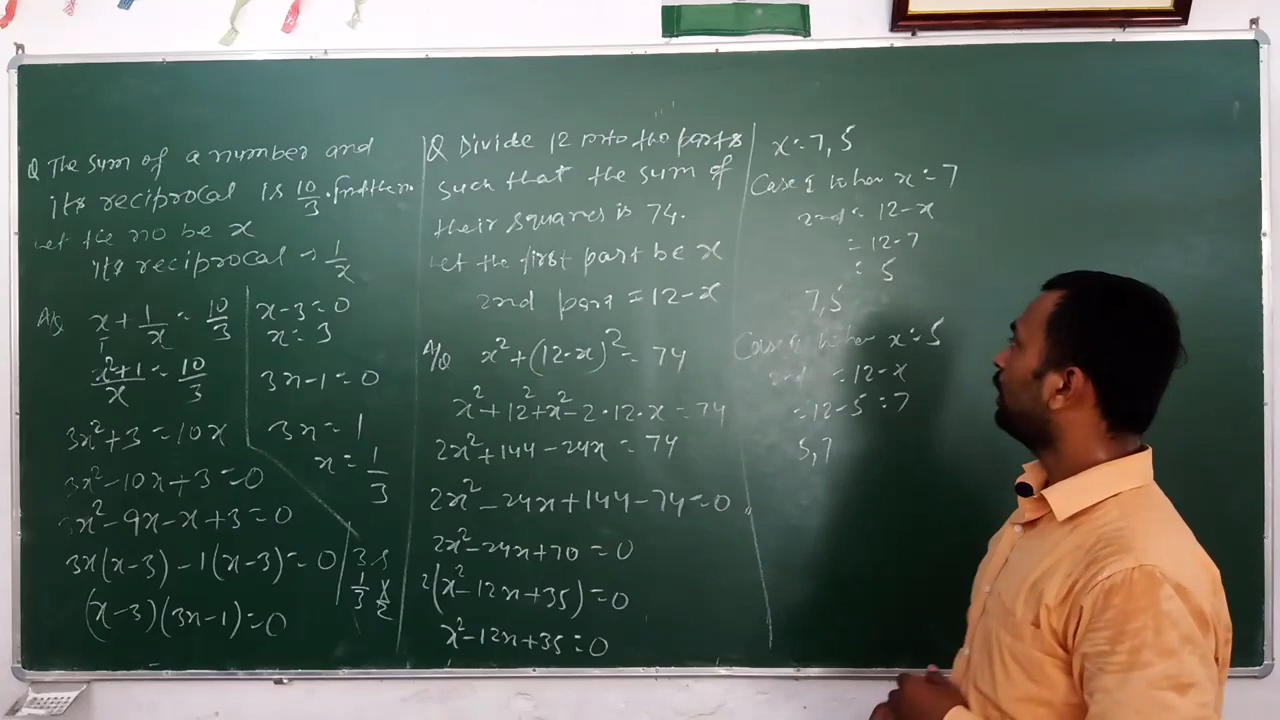 Q The sum of a number and
its reciprocal is 10/3. Find the no
Let the no be x
its reciprocal → 1/x
A/Q x + 1/x = 10/3
x²+1/x = 10/3
3x²+3 = 10x
3x²-10x+3=0
3x²-9x-x+3=0
3x(x-3)-1(x-3)=0
(x-3)(3x-1)=0
x-3=0
x=3
3x-1=0
3x=1
x=1/3
Q Divide 12 into two parts
such that the sum of
their squares is 74.
Let the first part be x
2nd part = 12-x
A/Q x²+(12-x)²=74
x²+12²+x²-2·12·x=74
2x²+144-24x=74
2x²-24x+144-74=0
2x²-24x+70=0
2(x²-12x+35)=0
x²-12x+35=0
x=7,5
Case I When x=7
2nd = 12-x
= 12-7
= 5
7,5
When x=5
2nd = 12-x
= 12-5 = 7
5,7